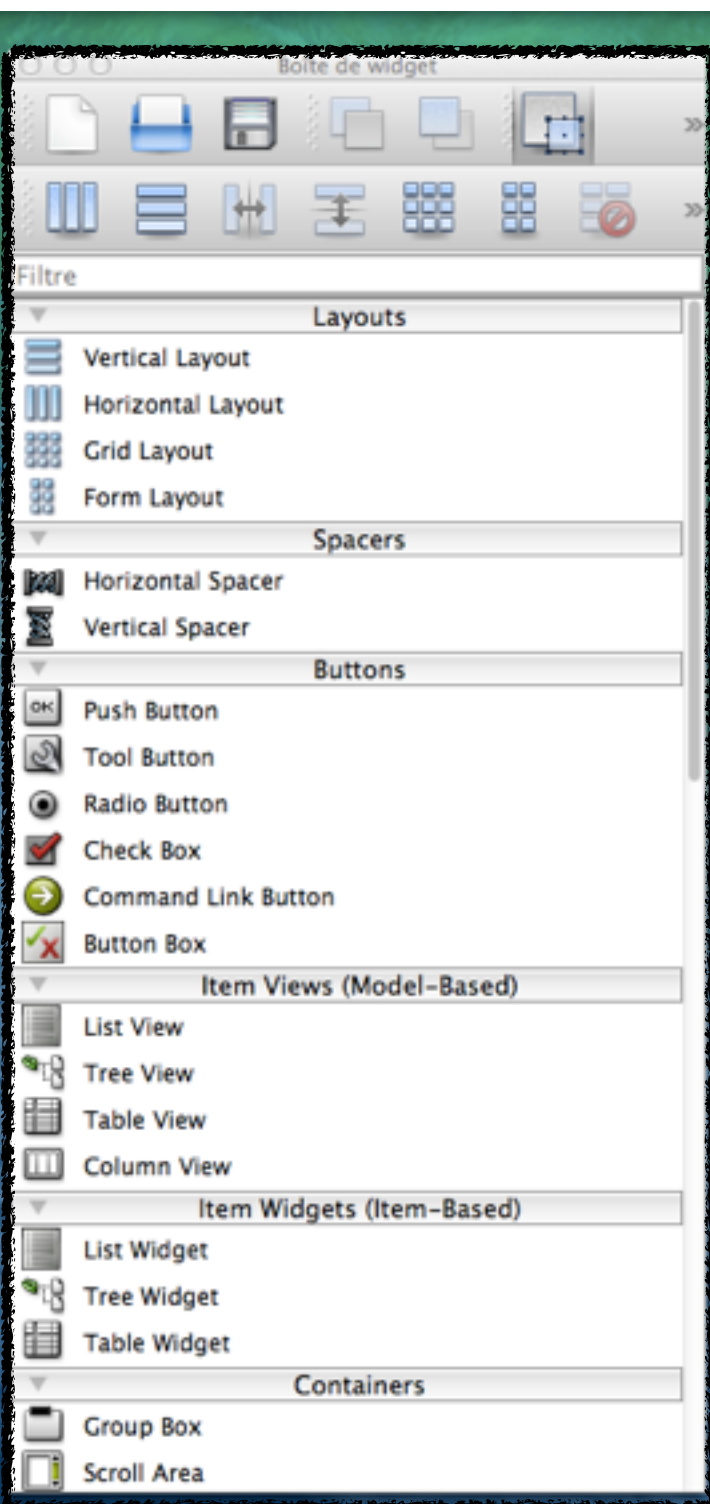 Boîte de widget
Filtre
Layouts
Vertical Layout
Horizontal Layout
Grid Layout
Form Layout
Spacers
Horizontal Spacer
Vertical Spacer
Buttons
OK Push Button
Tool Button
Radio Button
Check Box
Command Link Button
Button Box
Item Views (Model-Based)
List View
Tree View
Table View
Column View
Item Widgets (Item-Based)
List Widget
Tree Widget
Table Widget
Containers
Group Box
Scroll Area